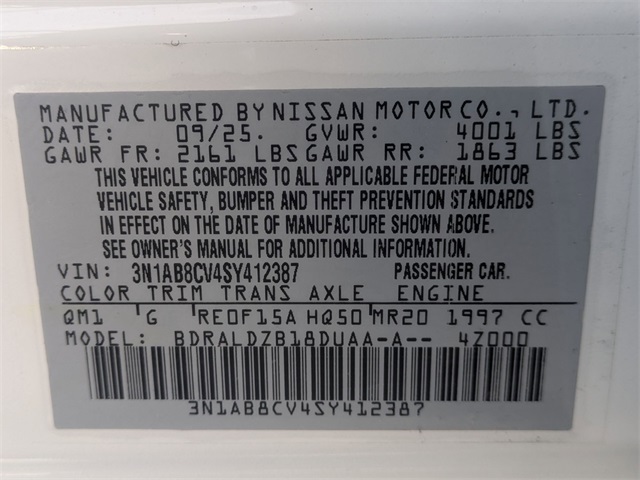 MANUFACTURED BY NISSAN MOTOR CO., LTD.
DATE: 09/25. GVWR: 4001 LBS
GAWR FR: 2161 LBS GAWR RR: 1863 LBS
THIS VEHICLE CONFORMS TO ALL APPLICABLE FEDERAL MOTOR
VEHICLE SAFETY, BUMPER AND THEFT PREVENTION STANDARDS
IN EFFECT ON THE DATE OF MANUFACTURE SHOWN ABOVE.
SEE OWNER'S MANUAL FOR ADDITIONAL INFORMATION.
VIN: 3N1AB8CV4SY412387 PASSENGER CAR.
COLOR TRIM TRANS AXLE ENGINE
QM1 G RE0F15A HQ50 MR20 1997 CC
MODEL: BDRALDZB18DUAA-A-- 4Z000
3N1AB8CV4SY412387